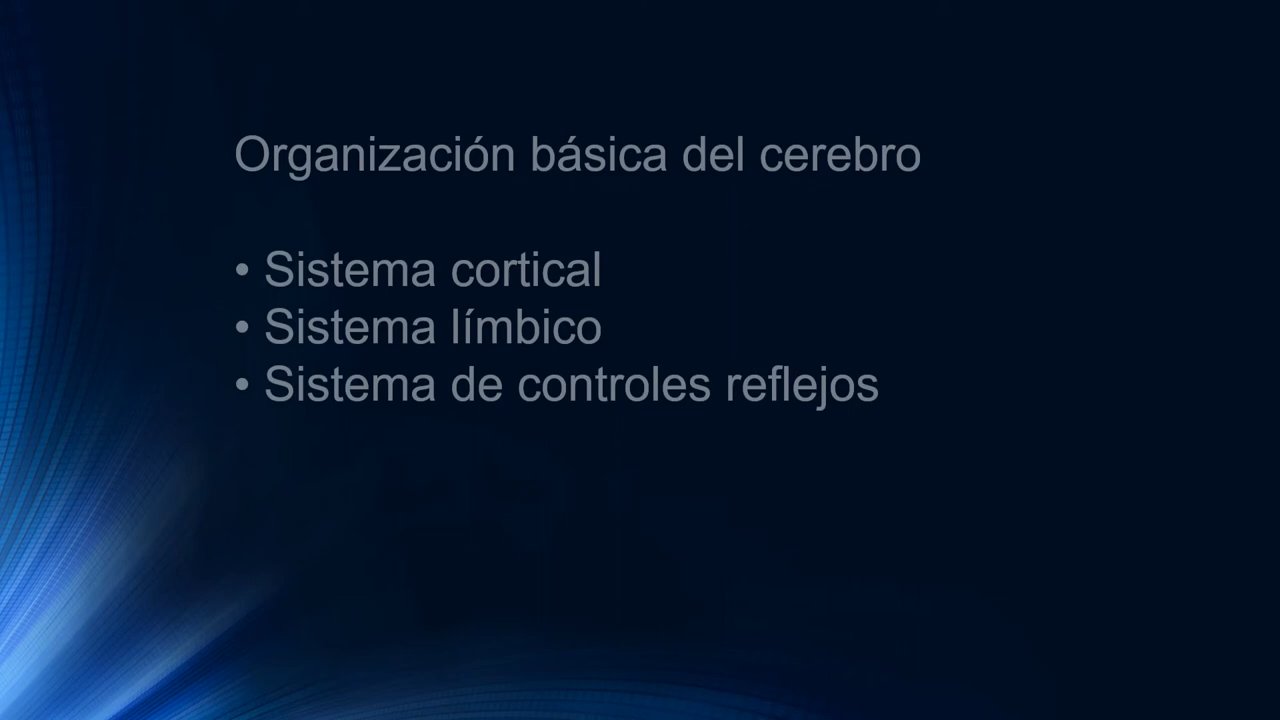 Organización básica del cerebro
• Sistema cortical
• Sistema límbico
• Sistema de controles reflejos